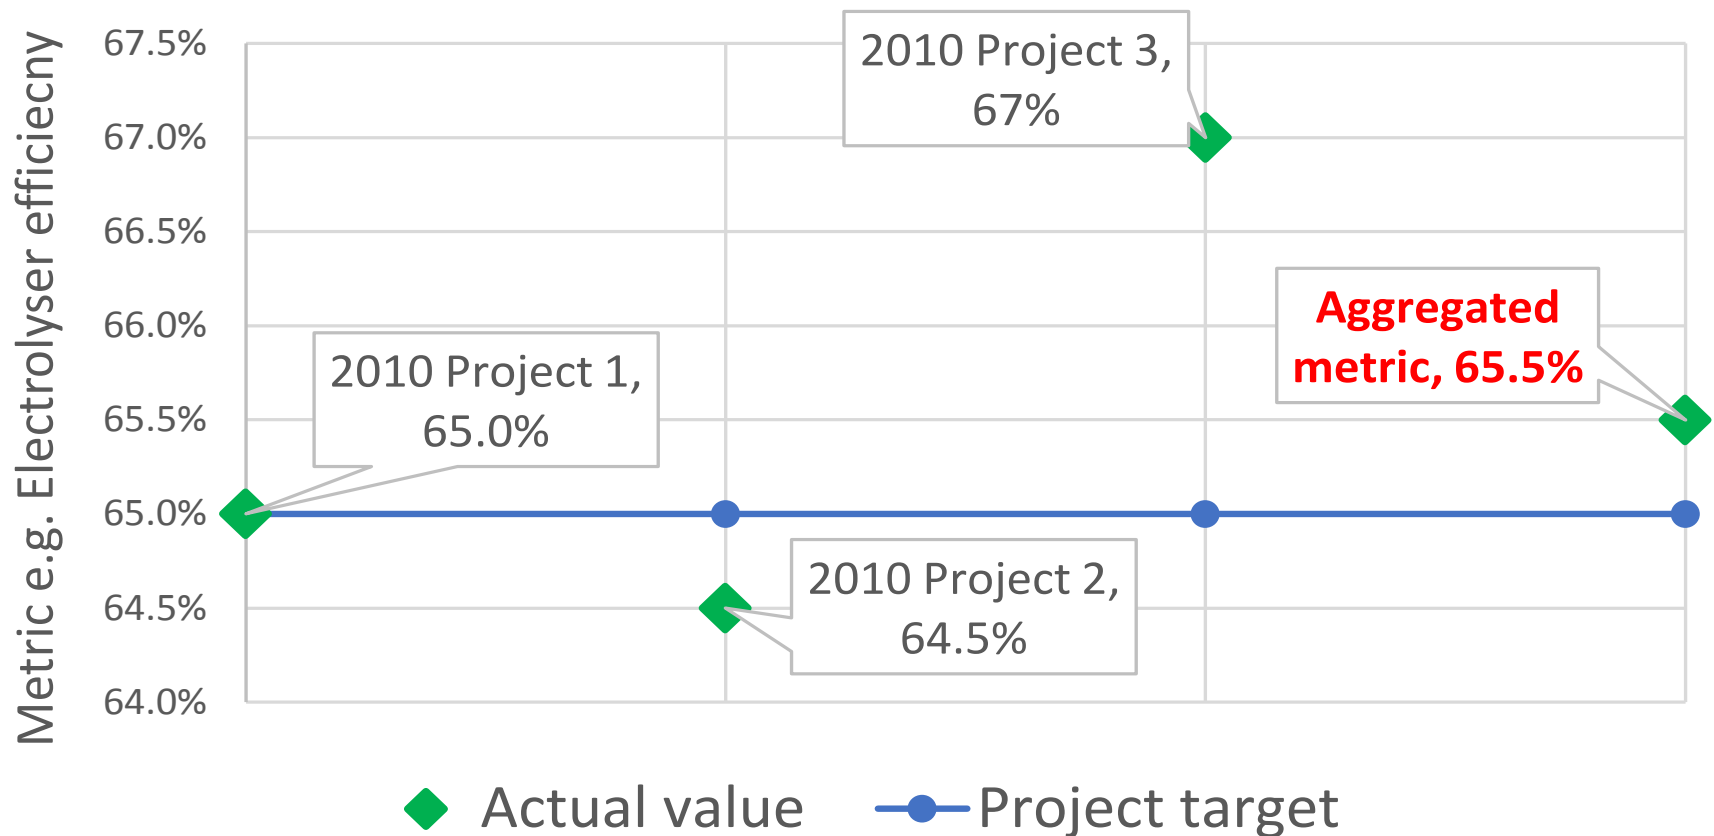 Metric e.g. Electrolyser efficiecny
67.5%
67.0%
66.5%
66.0%
65.5%
65.0%
64.5%
64.0%
2010 Project 1,
65.0%
2010 Project 2,
64.5%
2010 Project 3,
67%
Aggregated
metric, 65.5%
Actual value
Project target